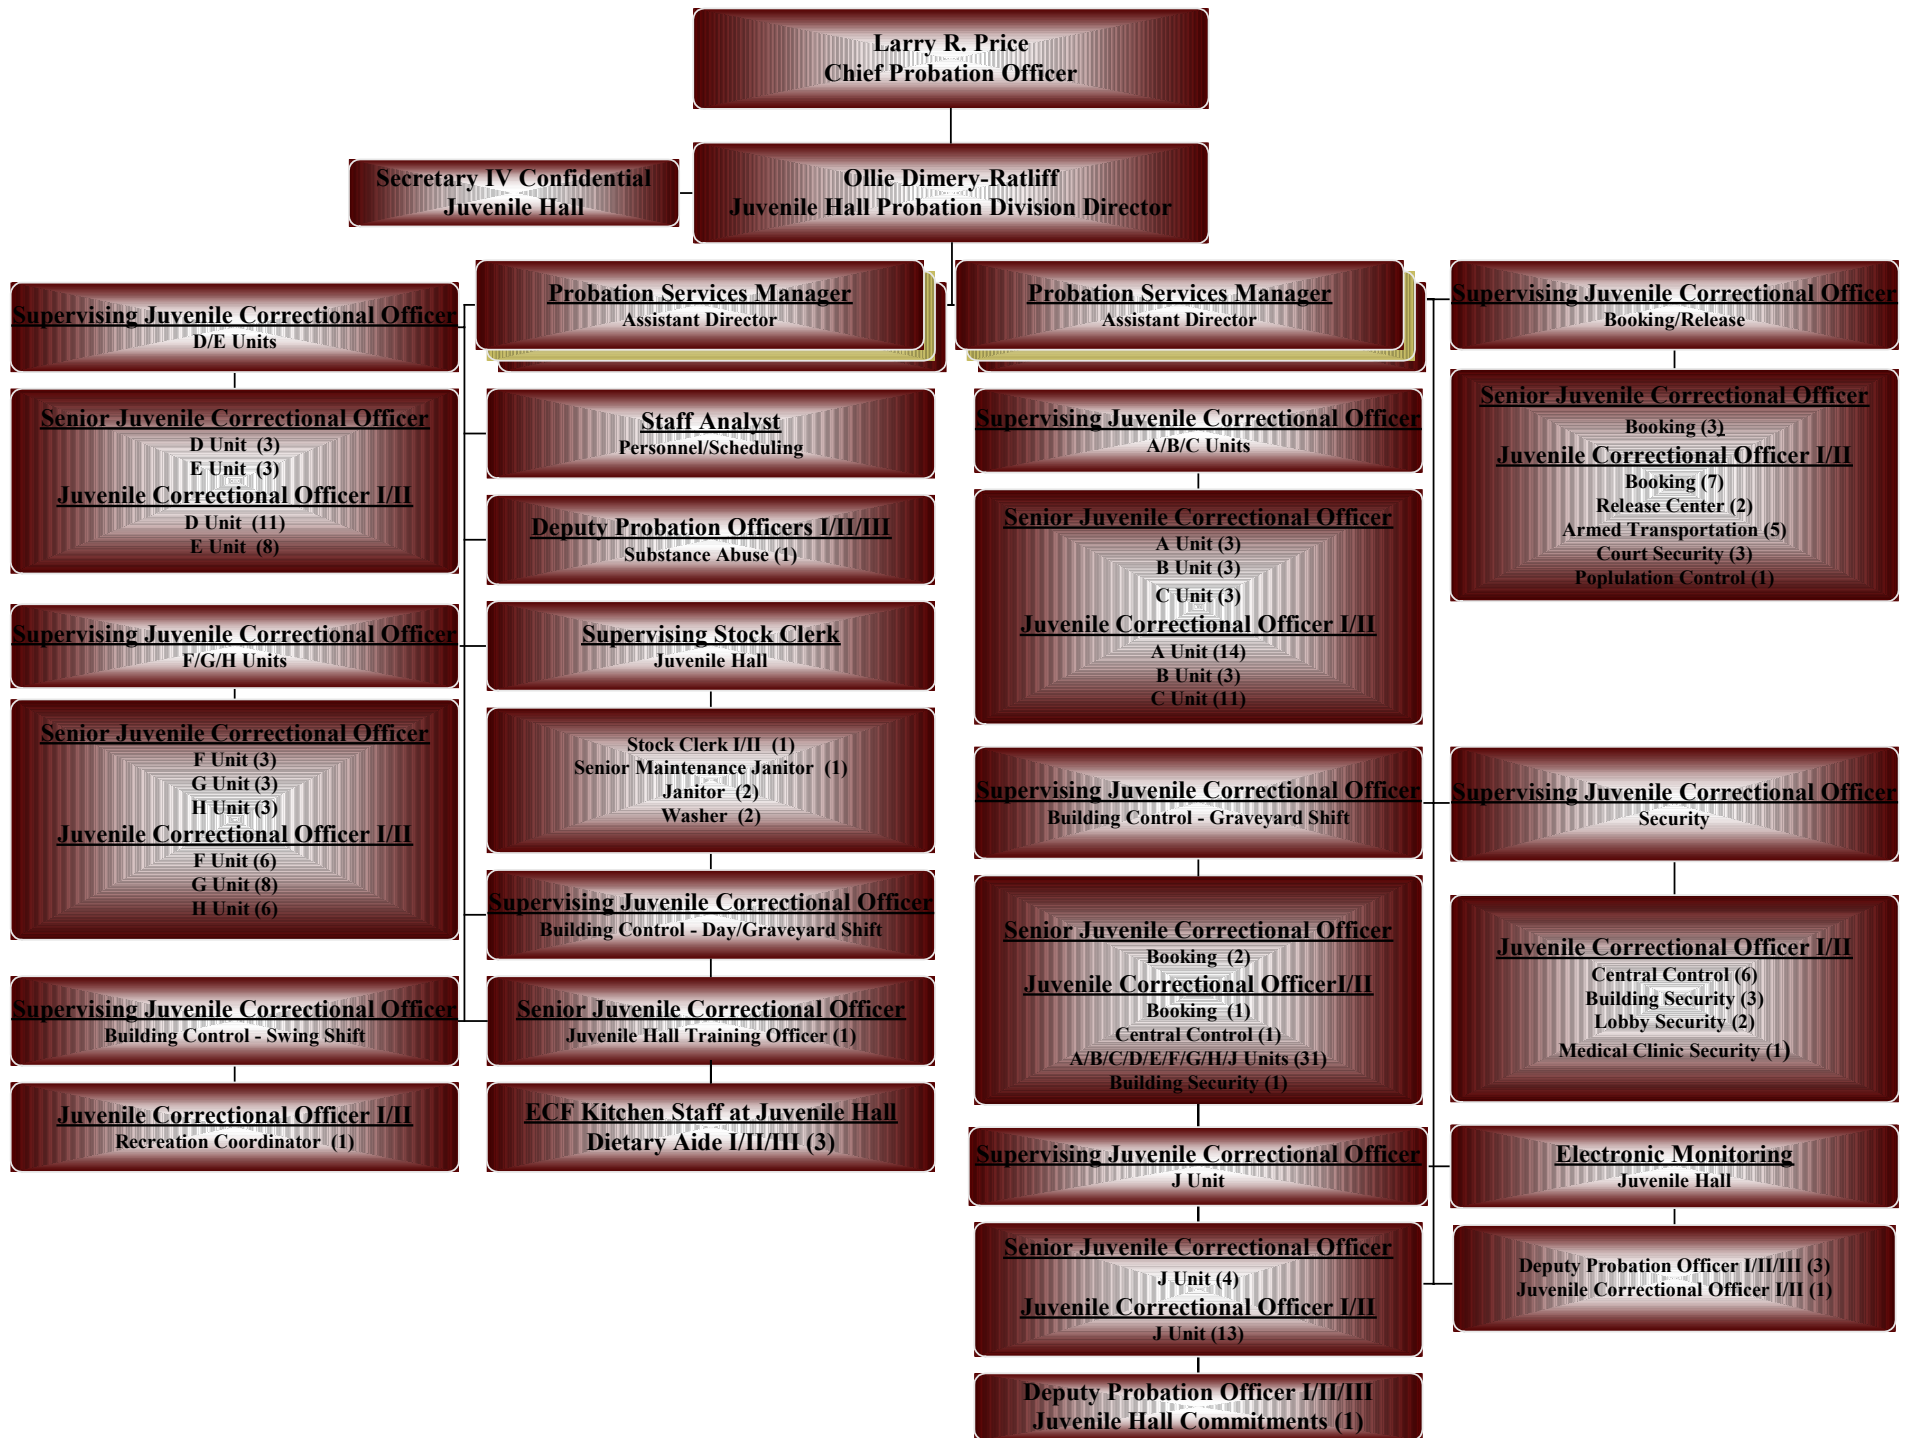 Larry R. Price
Chief Probation Officer
Secretary IV Confidential
Juvenile Hall
Ollie Dimery-Ratliff
Juvenile Hall Probation Division Director
Supervising Juvenile Correctional Officer
D/E Units
Senior Juvenile Correctional Officer
D Unit (3)
E Unit (3)
Juvenile Correctional Officer I/II
D Unit (11)
E Unit (8)
Supervising Juvenile Correctional Officer
F/G/H Units
Senior Juvenile Correctional Officer
F Unit (3)
G Unit (3)
H Unit (3)
Juvenile Correctional Officer I/II
F Unit (6)
G Unit (8)
H Unit (6)
Supervising Juvenile Correctional Officer
Building Control - Swing Shift
Juvenile Correctional Officer I/II
Recreation Coordinator (1)
Probation Services Manager
Assistant Director
Staff Analyst
Personnel/Scheduling
Deputy Probation Officers I/II/III
Substance Abuse (1)
Supervising Stock Clerk
Juvenile Hall
Stock Clerk I/II (1)
Senior Maintenance Janitor (1)
Janitor (2)
Washer (2)
Supervising Juvenile Correctional Officer
Building Control - Day/Graveyard Shift
Senior Juvenile Correctional Officer
Juvenile Hall Training Officer (1)
ECF Kitchen Staff at Juvenile Hall
Dietary Aide I/II/III (3)
Probation Services Manager
Assistant Director
Supervising Juvenile Correctional Officer
A/B/C Units
Senior Juvenile Correctional Officer
A Unit (3)
B Unit (3)
C Unit (3)
Juvenile Correctional Officer I/II
A Unit (14)
B Unit (3)
C Unit (11)
Supervising Juvenile Correctional Officer
Building Control - Graveyard Shift
Senior Juvenile Correctional Officer
Booking (2)
Juvenile Correctional OfficerI/II
Booking (1)
Central Control (1)
A/B/C/D/E/F/G/H/J Units (31)
Building Security (1)
Supervising Juvenile Correctional Officer
J Unit
Senior Juvenile Correctional Officer
J Unit (4)
Juvenile Correctional Officer I/II
J Unit (13)
Deputy Probation Officer I/II/III
Juvenile Hall Commitments (1)
Supervising Juvenile Correctional Officer
Booking/Release
Senior Juvenile Correctional Officer
Booking (3)
Juvenile Correctional Officer I/II
Booking (7)
Release Center (2)
Armed Transportation (5)
Court Security (3)
Poplulation Control (1)
Supervising Juvenile Correctional Officer
Security
Juvenile Correctional Officer I/II
Central Control (6)
Building Security (3)
Lobby Security (2)
Medical Clinic Security (1)
Electronic Monitoring
Juvenile Hall
Deputy Probation Officer I/II/III (3)
Juvenile Correctional Officer I/II (1)